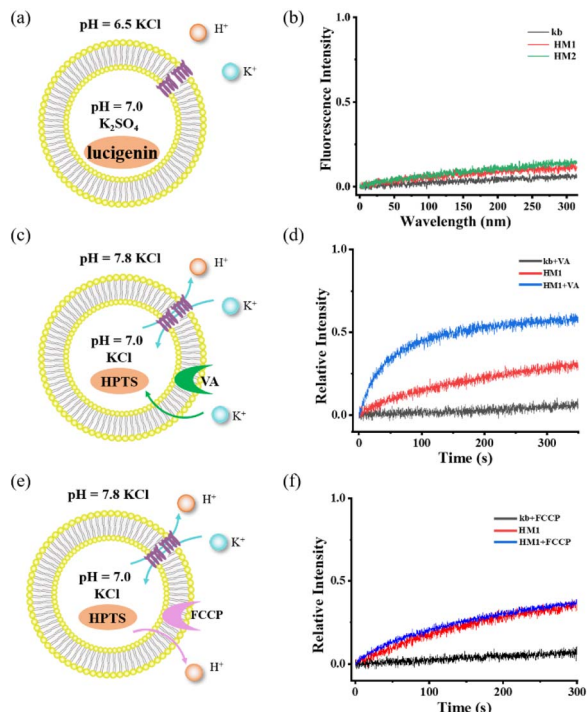 (a)
pH = 6.5 KCl
H⁺
K⁺
pH = 7.0
K₂SO₄
lucigenin
(b)
Fluorescence Intensity
1.0
0.5
0.0
kb
HM1
HM2
0 50 100 150 200 250 300
Wavelength (nm)
(c)
pH = 7.8 KCl
H⁺
K⁺
pH = 7.0
KCl
HPTS
VA
K⁺
(d)
Relative Intensity
1.0
0.5
0.0
kb+VA
HM1
HM1+VA
0 100 200 300
Time (s)
(e)
pH = 7.8 KCl
H⁺
K⁺
pH = 7.0
KCl
HPTS
FCCP
H⁺
(f)
Relative Intensity
1.0
0.5
0.0
kb+FCCP
HM1
HM1+FCCP
0 100 200 300
Time (s)